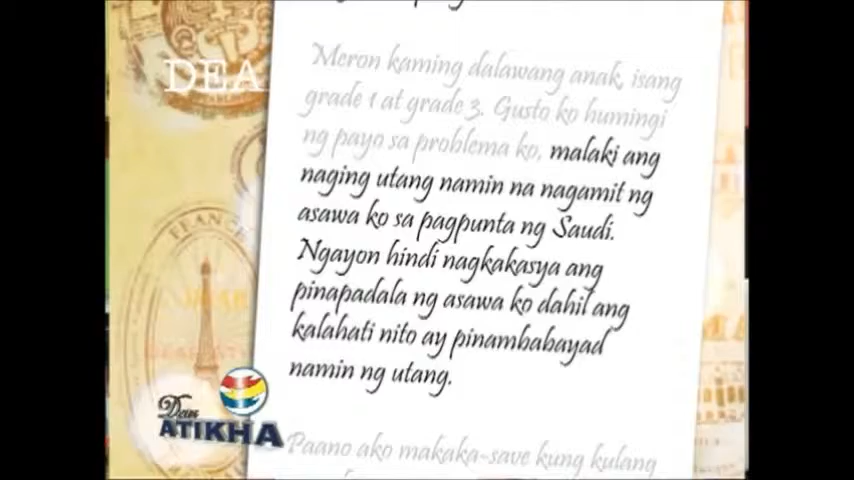 Meron kaming dalawang anak, isang
grade 1 at grade 3. Gusto ko humingi
ng payo sa problema ko, malaki ang
naging utang namin na nagamit ng
asawa ko sa pagpunta ng Saudi.
Ngayon hindi nagkakasya ang
pinapadala ng asawa ko dahil ang
kalahati nito ay pinambabayad
namin ng utang.
Paano ako makaka-save kung kulang
DEA
FRANCE
Dear
ATIKHA